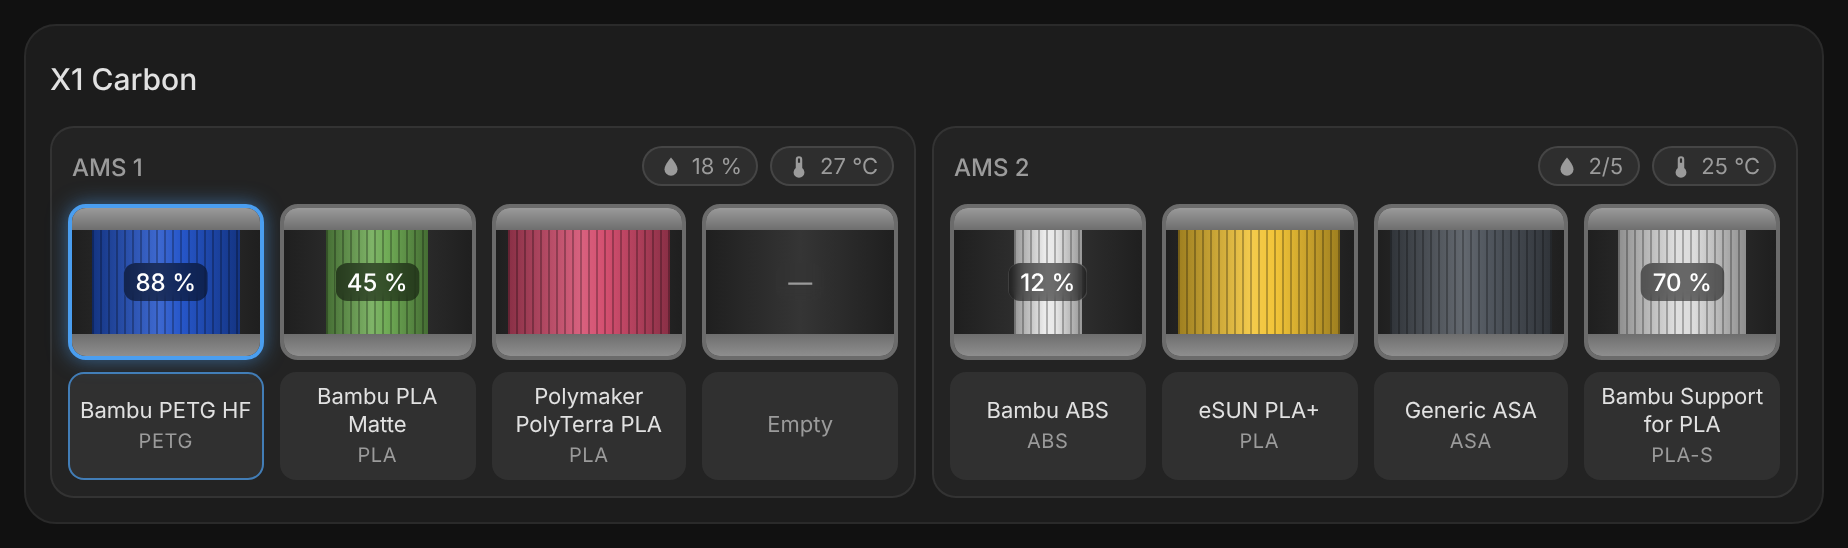 X1 Carbon
AMS 1
18 %
27 °C
88 %
45 %
—
Bambu PETG HF
PETG
Bambu PLA
Matte
PLA
Polymaker
PolyTerra PLA
PLA
Empty
AMS 2
2/5
25 °C
12 %
70 %
Bambu ABS
ABS
eSUN PLA+
PLA
Generic ASA
ASA
Bambu Support
for PLA
PLA-S